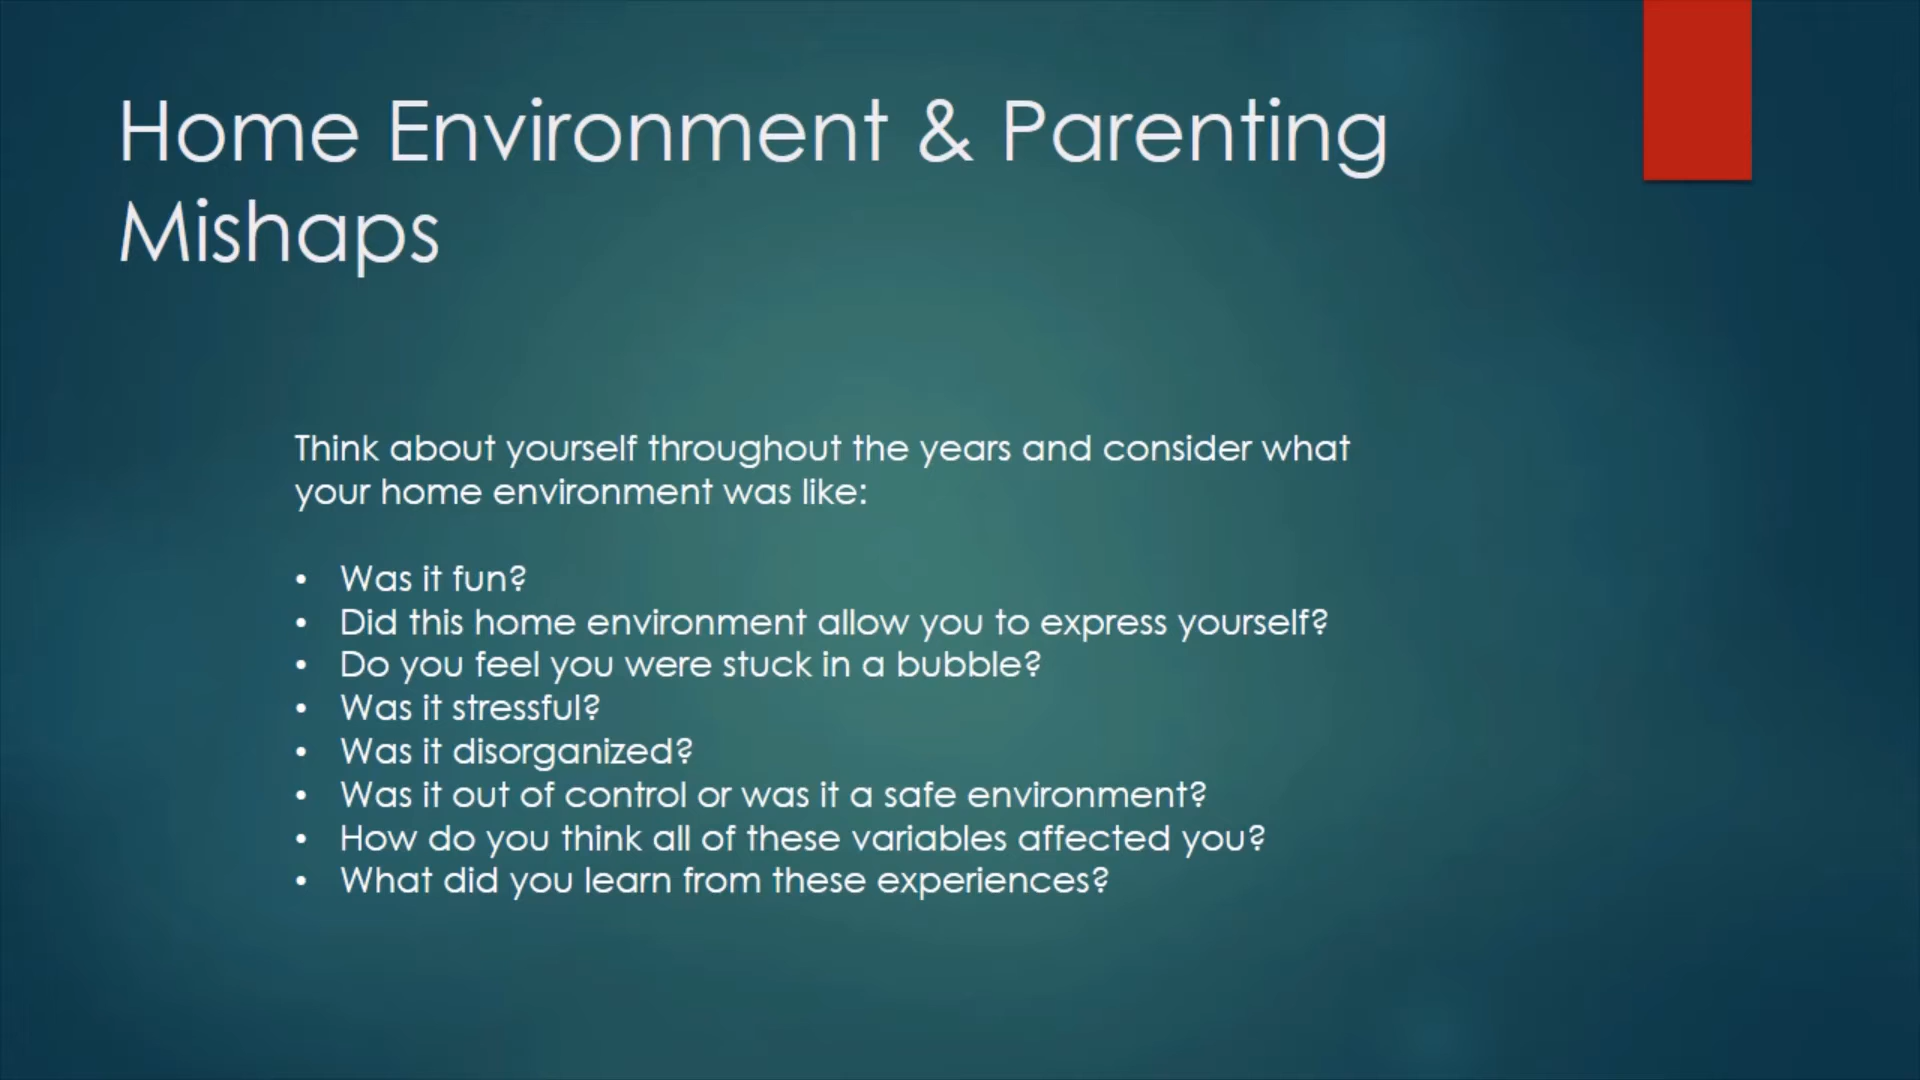 Home Environment & Parenting
Mishaps
Think about yourself throughout the years and consider what
your home environment was like:
• Was it fun?
• Did this home environment allow you to express yourself?
• Do you feel you were stuck in a bubble?
• Was it stressful?
• Was it disorganized?
• Was it out of control or was it a safe environment?
• How do you think all of these variables affected you?
• What did you learn from these experiences?